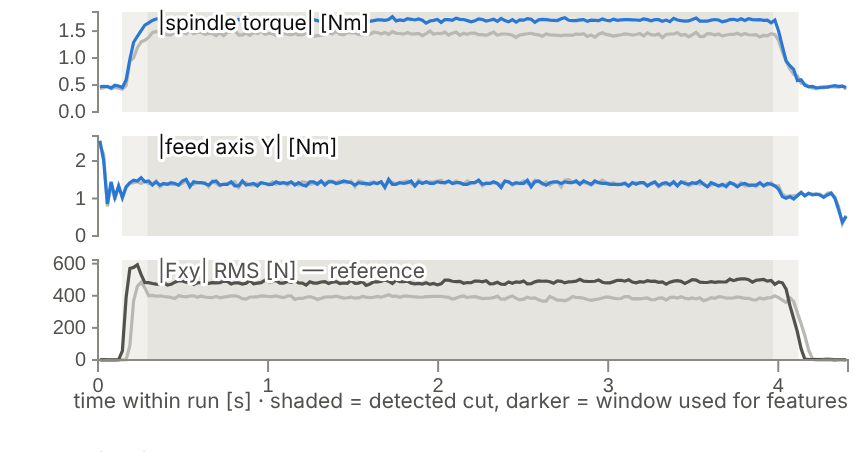 |spindle torque| [Nm]
1.5
1.0
0.5
0.0
|feed axis Y| [Nm]
2
1
0
|Fxy| RMS [N] — reference
600
400
200
0
0 1 2 3 4
time within run [s] · shaded = detected cut, darker = window used for features